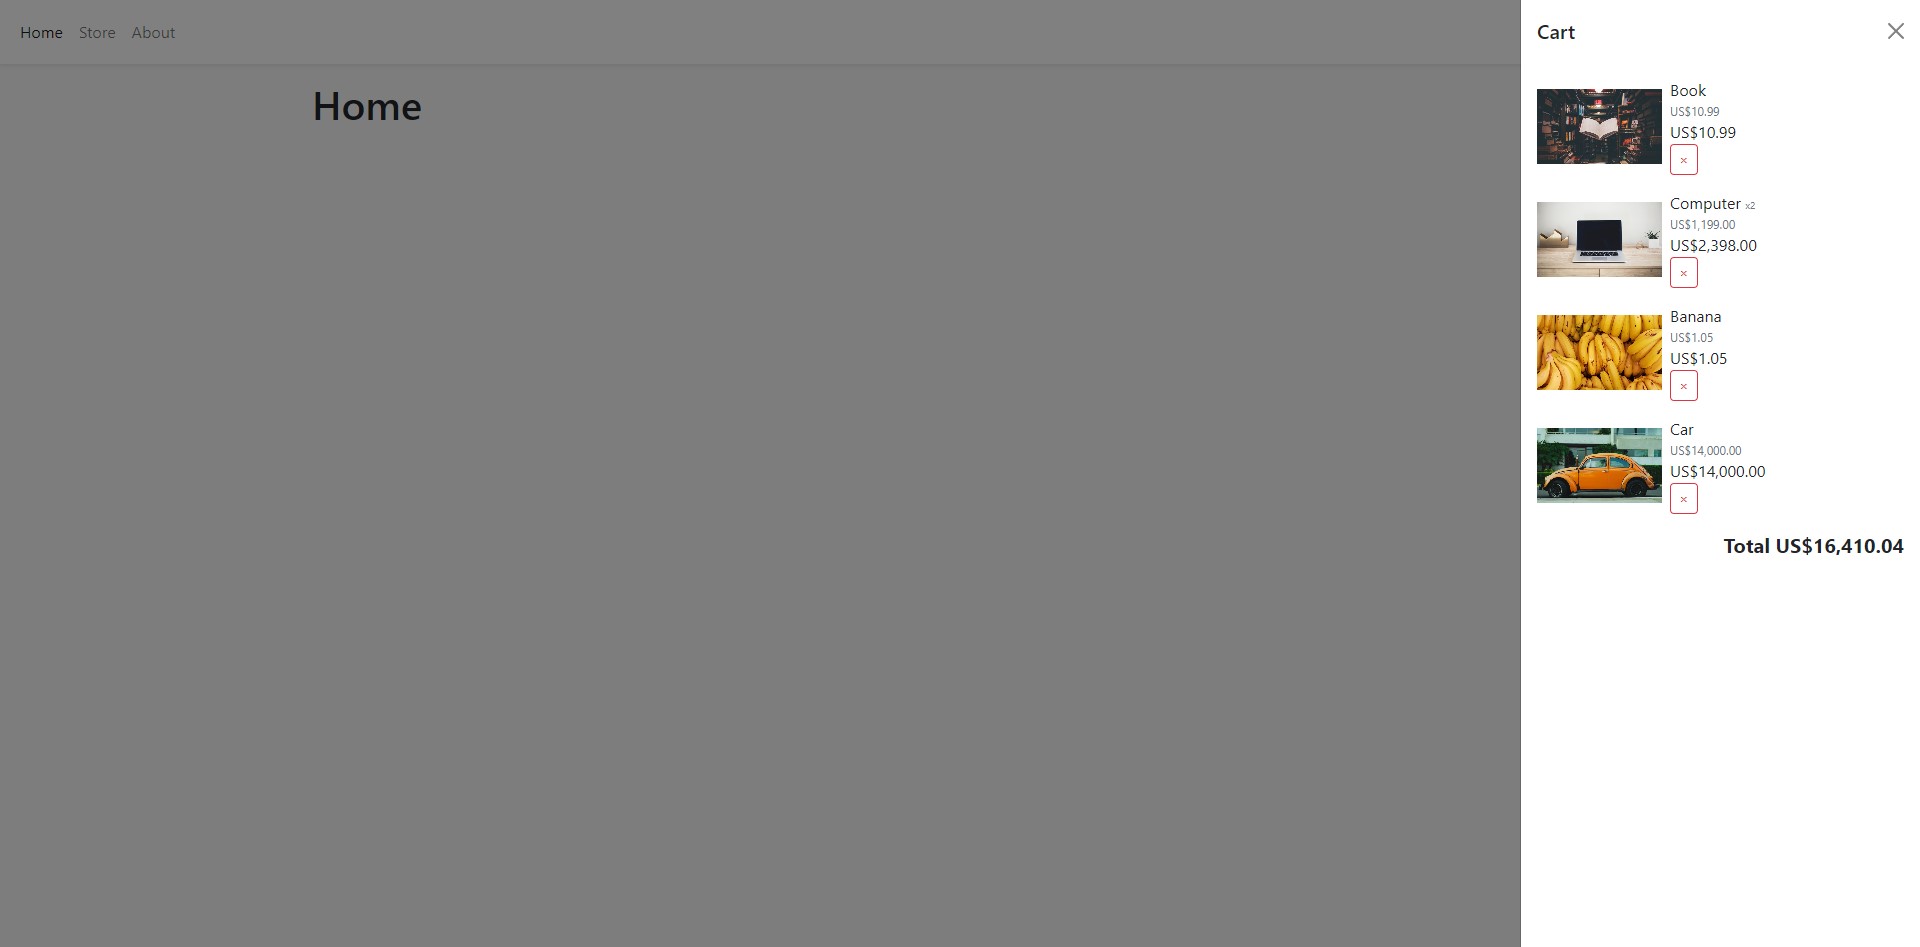 Home Store About
Home
Cart
Book
US$10.99
US$10.99
×
Computer x2
US$1,199.00
US$2,398.00
×
Banana
US$1.05
US$1.05
×
Car
US$14,000.00
US$14,000.00
×
Total US$16,410.04